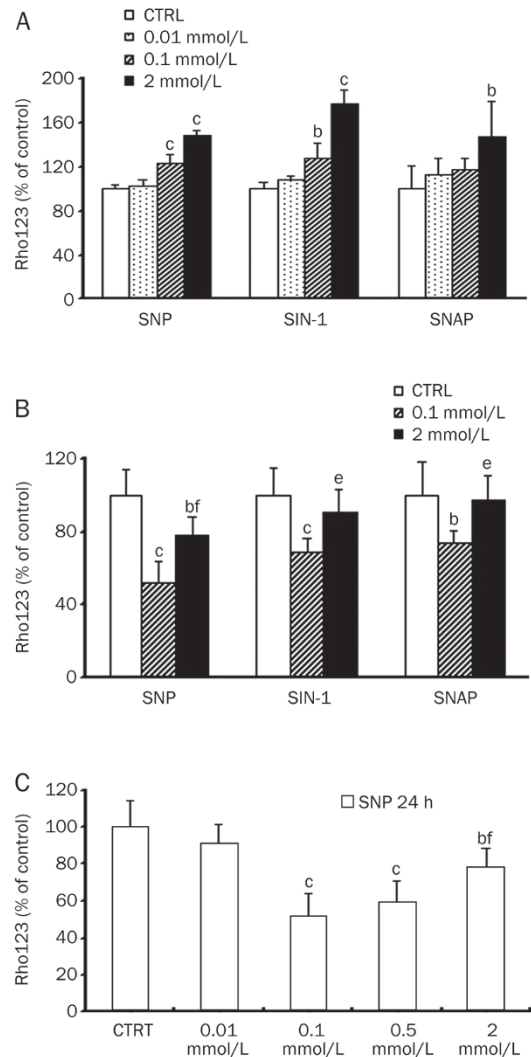 A
CTRL
0.01 mmol/L
0.1 mmol/L
2 mmol/L
Rho123 (% of control)
200
160
120
80
40
0
c
c
b
c
b
SNP
SIN-1
SNAP
B
CTRL
0.1 mmol/L
2 mmol/L
Rho123 (% of control)
120
80
40
0
c
bf
c
e
b
e
SNP
SIN-1
SNAP
C
SNP 24 h
Rho123 (% of control)
120
100
80
60
40
20
0
c
c
bf
CTRT
0.01
mmol/L
0.1
mmol/L
0.5
mmol/L
2
mmol/L